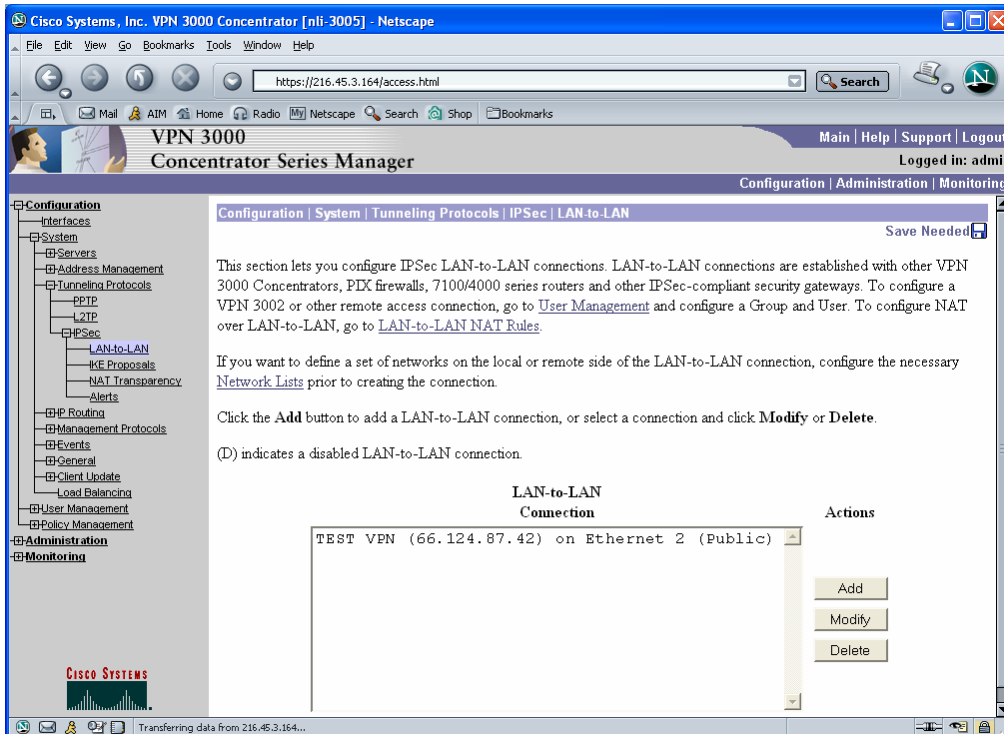 Cisco Systems, Inc. VPN 3000 Concentrator [nli-3005] - Netscape
File Edit View Go Bookmarks Tools Window Help
https://216.45.3.164/access.html
Search
Mail AIM Home Radio My Netscape Search Shop Bookmarks
VPN 3000
Concentrator Series Manager
Main | Help | Support | Logout
Logged in: admi
Configuration | Administration | Monitoring
Configuration
Interfaces
System
Servers
Address Management
Tunneling Protocols
PPTP
L2TP
IPSec
LAN-to-LAN
IKE Proposals
NAT Transparency
Alerts
IP Routing
Management Protocols
Events
General
Client Update
Load Balancing
User Management
Policy Management
Administration
Monitoring
CISCO SYSTEMS
Configuration | System | Tunneling Protocols | IPSec | LAN-to-LAN
Save Needed
This section lets you configure IPSec LAN-to-LAN connections. LAN-to-LAN connections are established with other VPN
3000 Concentrators, PIX firewalls, 7100/4000 series routers and other IPSec-compliant security gateways. To configure a
VPN 3002 or other remote access connection, go to User Management and configure a Group and User. To configure NAT
over LAN-to-LAN, go to LAN-to-LAN NAT Rules.
If you want to define a set of networks on the local or remote side of the LAN-to-LAN connection, configure the necessary
Network Lists prior to creating the connection.
Click the Add button to add a LAN-to-LAN connection, or select a connection and click Modify or Delete.
(D) indicates a disabled LAN-to-LAN connection.
LAN-to-LAN
Connection
Actions
TEST VPN (66.124.87.42) on Ethernet 2 (Public)
Add
Modify
Delete
Transferring data from 216.45.3.164...